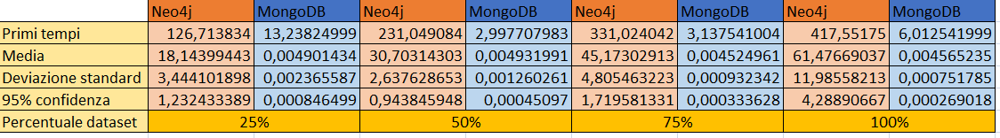 Neo4j MongoDB Neo4j MongoDB Neo4j MongoDB Neo4j MongoDB
Primi tempi 126,713834 13,23824999 231,049084 2,997707983 331,024042 3,137541004 417,55175 6,012541999
Media 18,14399443 0,004901434 30,70314303 0,004931991 45,17302913 0,004524961 61,47669037 0,004565235
Deviazione standard 3,444101898 0,002365587 2,637628653 0,001260261 4,805463223 0,000932342 11,98558213 0,000751785
95% confidenza 1,232433389 0,000846499 0,943845948 0,00045097 1,719581331 0,000333628 4,28890667 0,000269018
Percentuale dataset 25% 50% 75% 100%